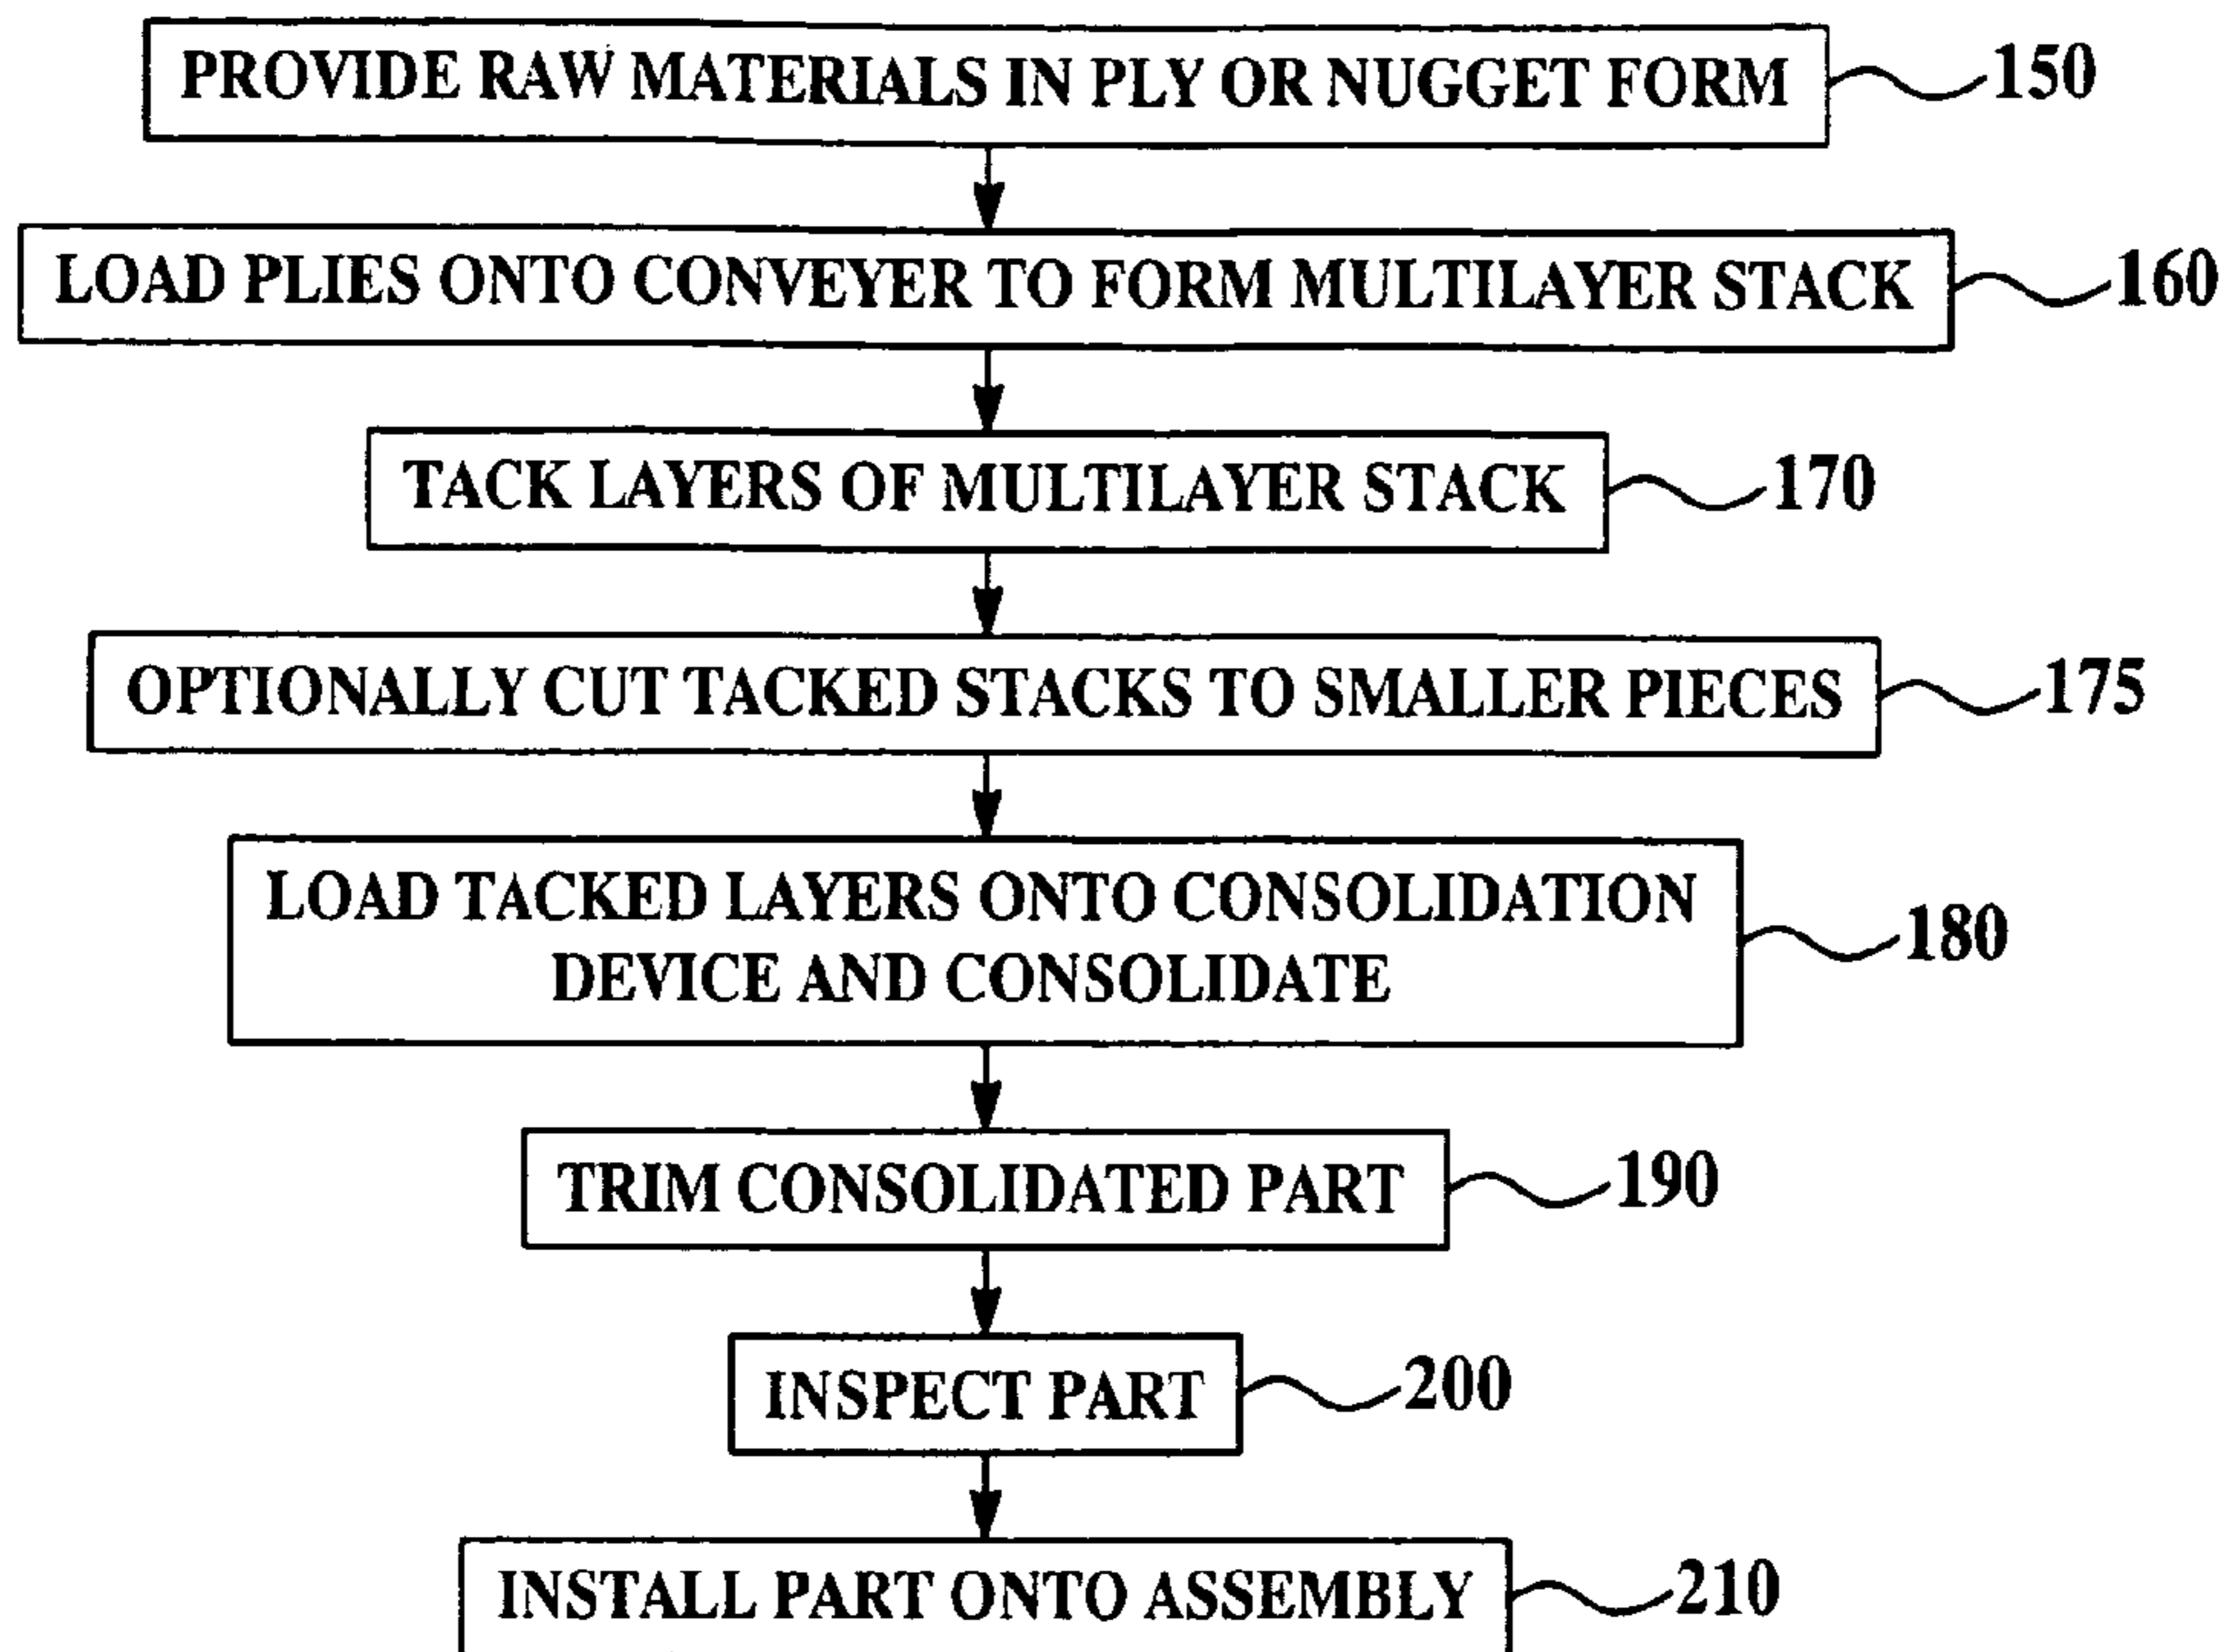 PROVIDE RAW MATERIALS IN PLY OR NUGGET FORM 150
LOAD PLIES ONTO CONVEYER TO FORM MULTILAYER STACK 160
TACK LAYERS OF MULTILAYER STACK 170
OPTIONALLY CUT TACKED STACKS TO SMALLER PIECES 175
LOAD TACKED LAYERS ONTO CONSOLIDATION
DEVICE AND CONSOLIDATE
180
TRIM CONSOLIDATED PART 190
INSPECT PART 200
INSTALL PART ONTO ASSEMBLY 210